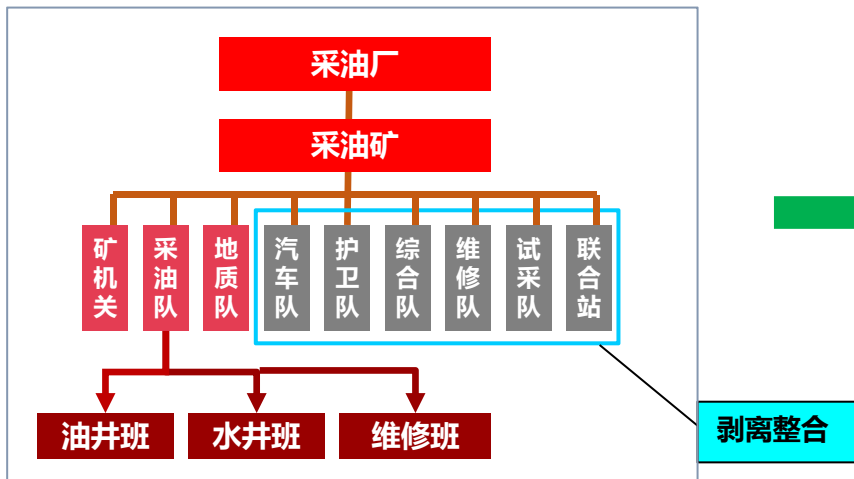 采油厂
采油矿
矿机关
采油队
地质队
汽车队
护卫队
综合队
维修队
试采队
联合站
油井班
水井班
维修班
剥离整合